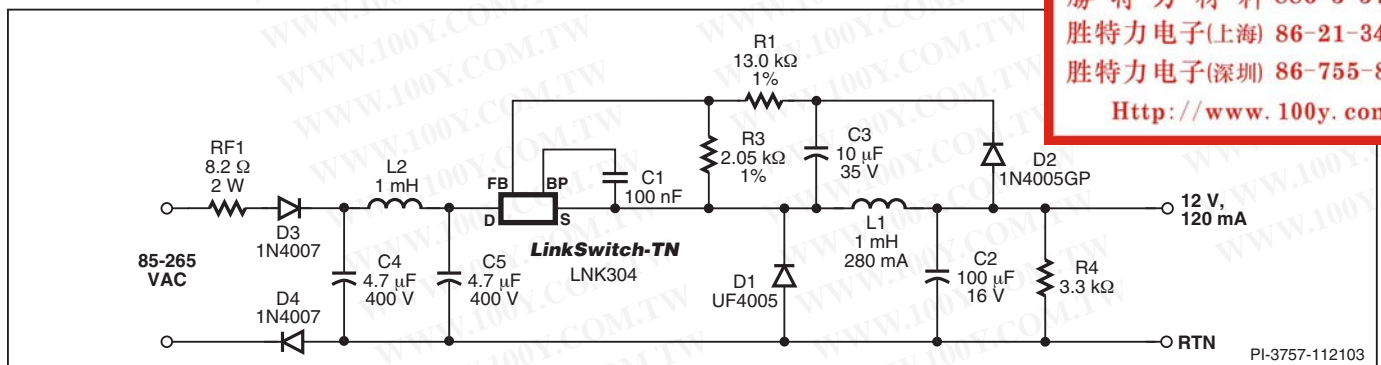 胜特力电子(上海) 86-21-34
胜特力电子(深圳) 86-755-8
Http://www.100y.com
R1
13.0 kΩ
1%
RF1
8.2 Ω
2 W
L2
1 mH
FB
BP
C1
100 nF
R3
2.05 kΩ
1%
C3
10 µF
35 V
D2
1N4005GP
D
S
12 V,
120 mA
D3
1N4007
LinkSwitch-TN
LNK304
L1
1 mH
280 mA
85-265
VAC
C4
4.7 µF
400 V
C5
4.7 µF
400 V
D1
UF4005
C2
100 µF
16 V
R4
3.3 kΩ
D4
1N4007
RTN
PI-3757-112103
WWW.100Y.COM.TW